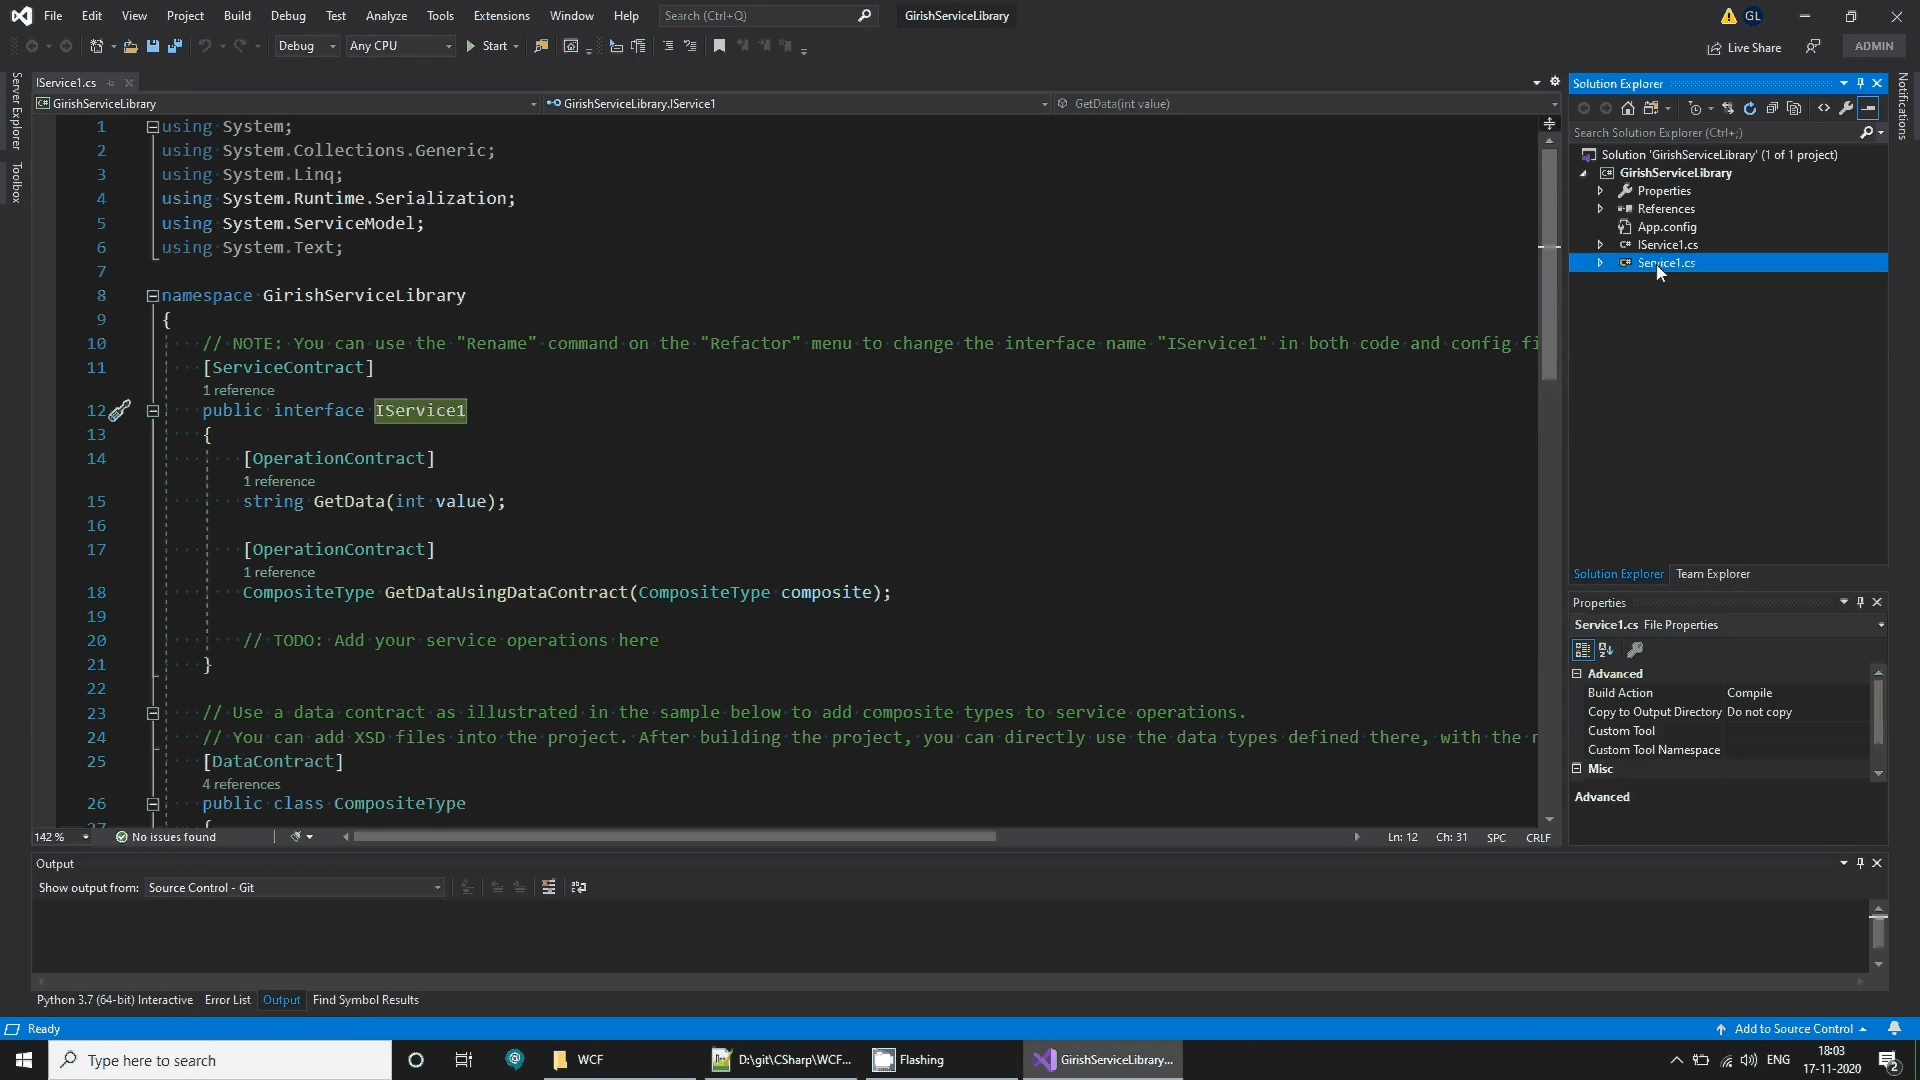 File Edit View Project Build Debug Test Analyze Tools Extensions Window Help Search (Ctrl+Q) GirishServiceLibrary GL
Debug Any CPU Start Live Share ADMIN
Server Explorer
Toolbox
IService1.cs
GirishServiceLibrary GirishServiceLibrary.IService1 GetData(int value)
1 using System;
2 using System.Collections.Generic;
3 using System.Linq;
4 using System.Runtime.Serialization;
5 using System.ServiceModel;
6 using System.Text;
7
8 namespace GirishServiceLibrary
9 {
10 // NOTE: You can use the "Rename" command on the "Refactor" menu to change the interface name "IService1" in both code and config fi
11 [ServiceContract]
1 reference
12 public interface IService1
13 {
14 [OperationContract]
1 reference
15 string GetData(int value);
16
17 [OperationContract]
1 reference
18 CompositeType GetDataUsingDataContract(CompositeType composite);
19
20 // TODO: Add your service operations here
21 }
22
23 // Use a data contract as illustrated in the sample below to add composite types to service operations.
24 // You can add XSD files into the project. After building the project, you can directly use the data types defined there, with the
25 [DataContract]
4 references
26 public class CompositeType
27 {
142 % No issues found Ln: 12 Ch: 31 SPC CRLF
Solution Explorer
Search Solution Explorer (Ctrl+;)
Solution 'GirishServiceLibrary' (1 of 1 project)
GirishServiceLibrary
Properties
References
App.config
IService1.cs
Service1.cs
Solution Explorer Team Explorer
Properties
Service1.cs File Properties
Advanced
Build Action Compile
Copy to Output Directory Do not copy
Custom Tool
Custom Tool Namespace
Misc
Advanced
Notifications
Output
Show output from: Source Control - Git
Python 3.7 (64-bit) Interactive Error List Output Find Symbol Results
Ready Add to Source Control
Type here to search WCF D:\git\CSharp\WCF... Flashing GirishServiceLibrary... ENG 18:03
17-11-2020 2